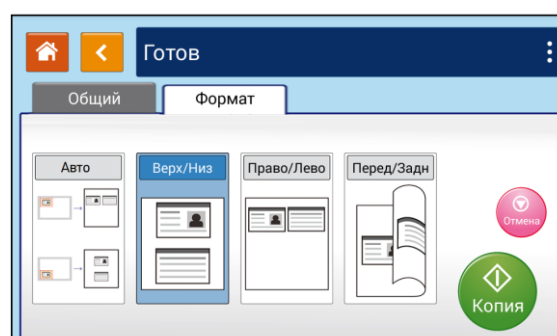 Готов
Общий
Формат
Авто
Верх/Низ
Право/Лево
Перед/Задн
Отмена
Копия